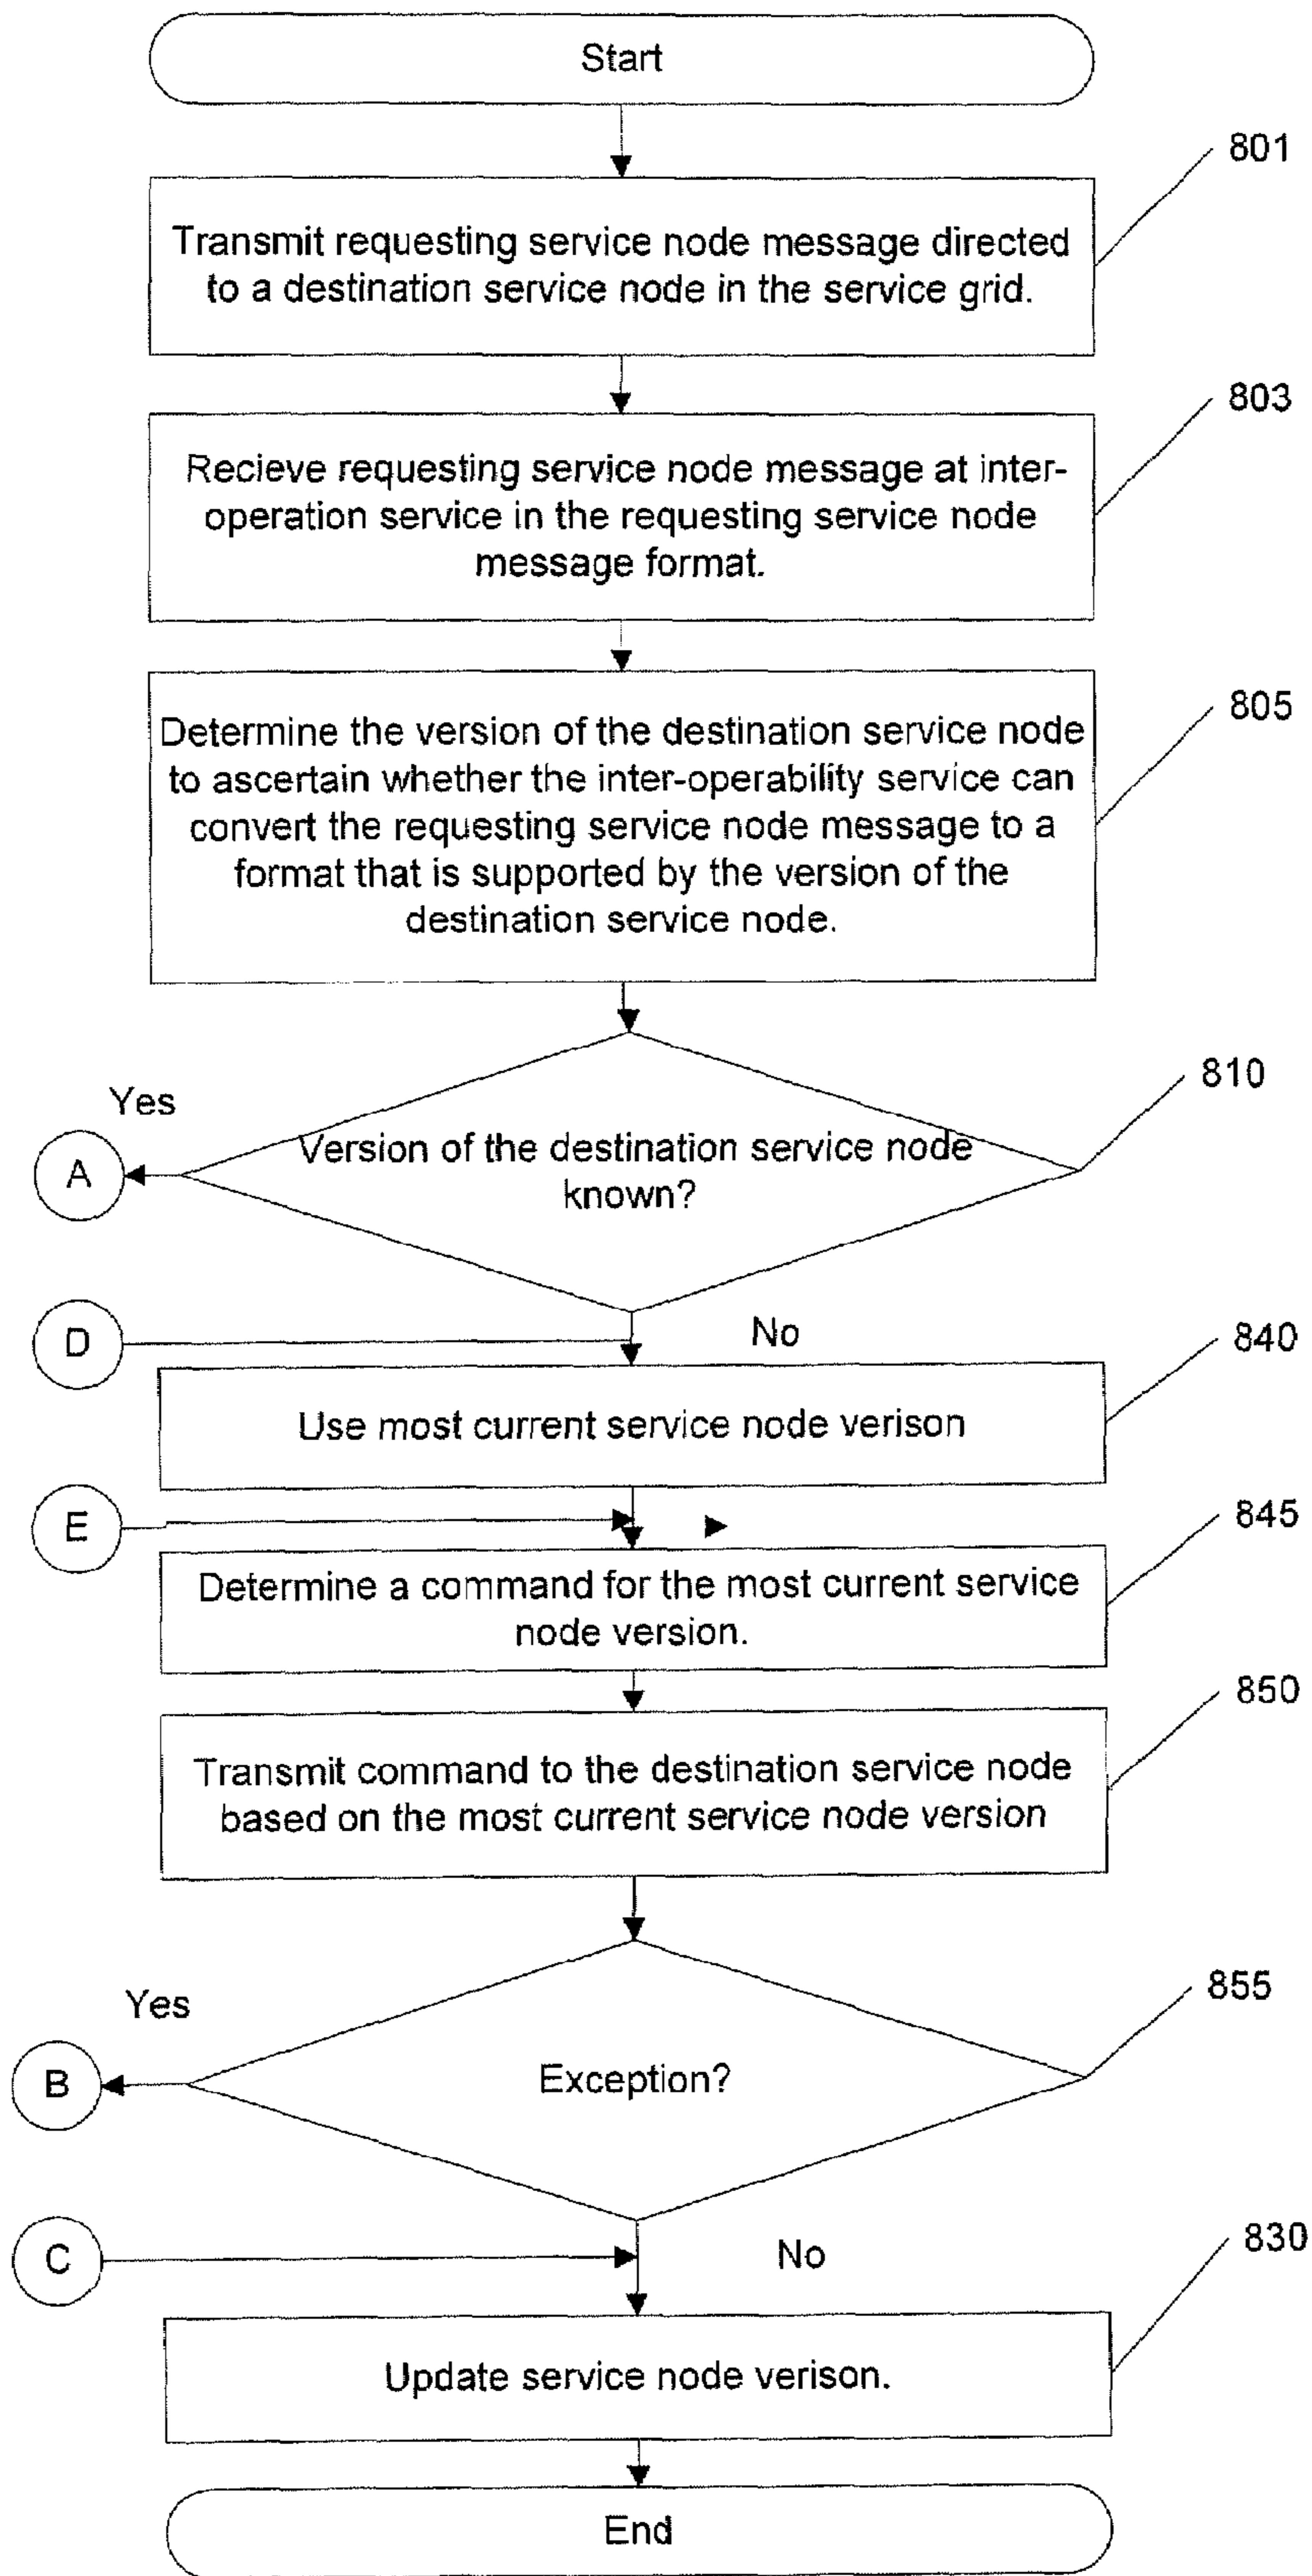 Start
801
Transmit requesting service node message directed
to a destination service node in the service grid.
803
Recieve requesting service node message at inter-
operation service in the requesting service node
message format.
805
Determine the version of the destination service node
to ascertain whether the inter-operability service can
convert the requesting service node message to a
format that is supported by the version of the
destination service node.
810
Yes
A
Version of the destination service node
known?
D
No
840
Use most current service node verison
E
845
Determine a command for the most current service
node version.
850
Transmit command to the destination service node
based on the most current service node version
855
Yes
B
Exception?
C
No
830
Update service node verison.
End